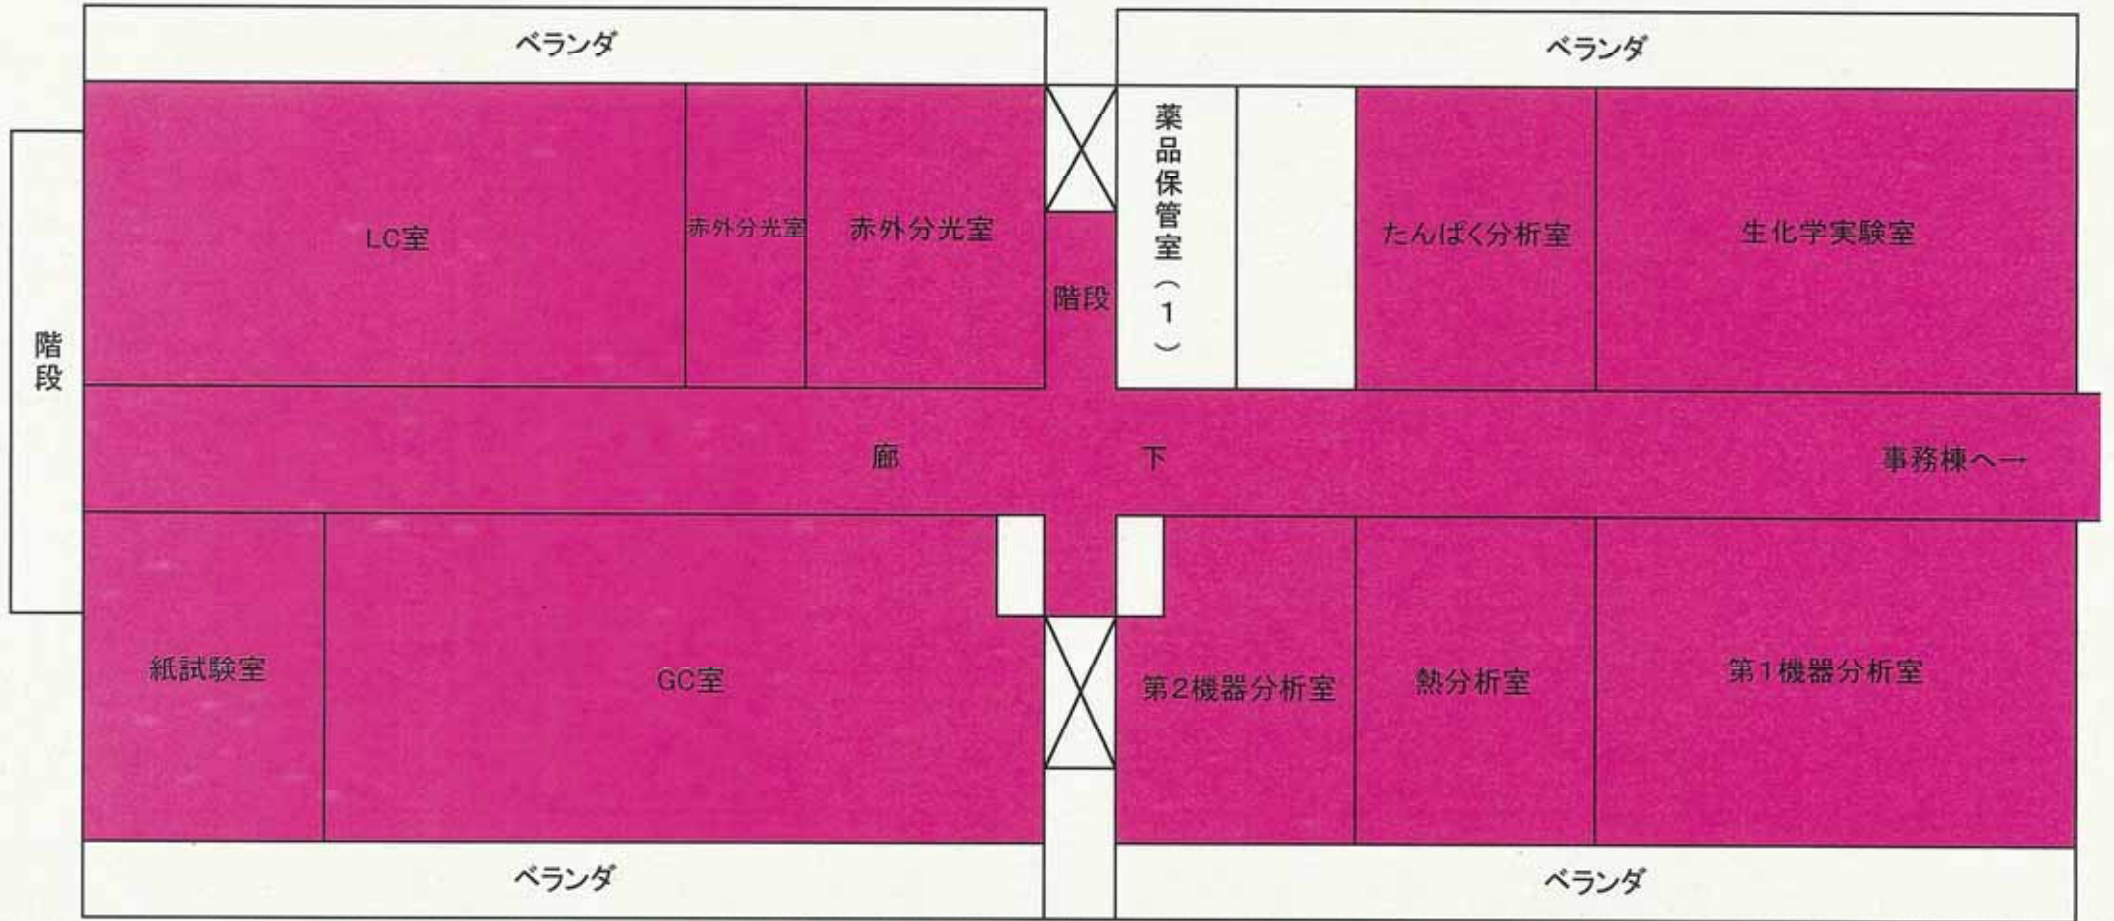 ベランダ
ベランダ
階段
LC室
赤外分光室
赤外分光室
階段
薬品保管室(1)
たんぱく分析室
生化学実験室
廊下
事務棟へ→
紙試験室
GC室
第2機器分析室
熱分析室
第1機器分析室
ベランダ
ベランダ